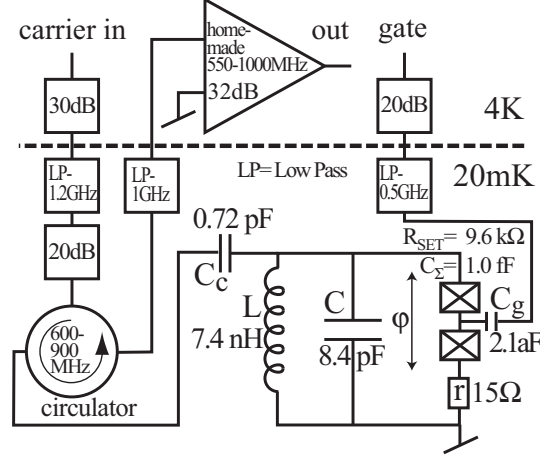 carrier in
home-
made
550-1000MHz
32dB
out
gate
30dB
20dB
4K
LP-
1.2GHz
LP-
1GHz
LP= Low Pass
LP-
0.5GHz
20mK
20dB
0.72 pF
C_c
R_SET= 9.6 kΩ
C_Σ= 1.0 fF
L
7.4 nH
C
8.4 pF
φ
C_g
2.1aF
600-
900
MHz
circulator
r
15Ω